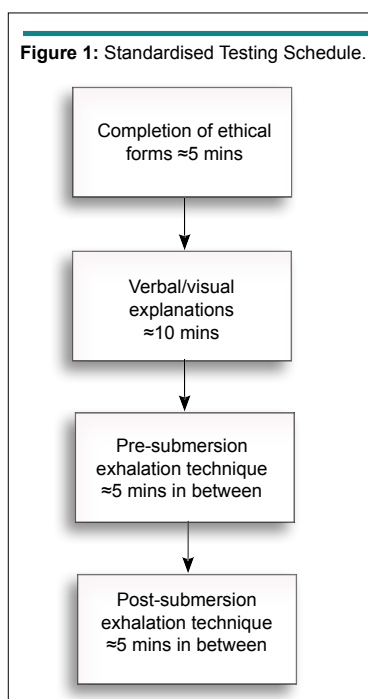 Figure 1: Standardised Testing Schedule.
Completion of ethical
forms ≈5 mins
Verbal/visual
explanations
≈10 mins
Pre-submersion
exhalation technique
≈5 mins in between
Post-submersion
exhalation technique
≈5 mins in between